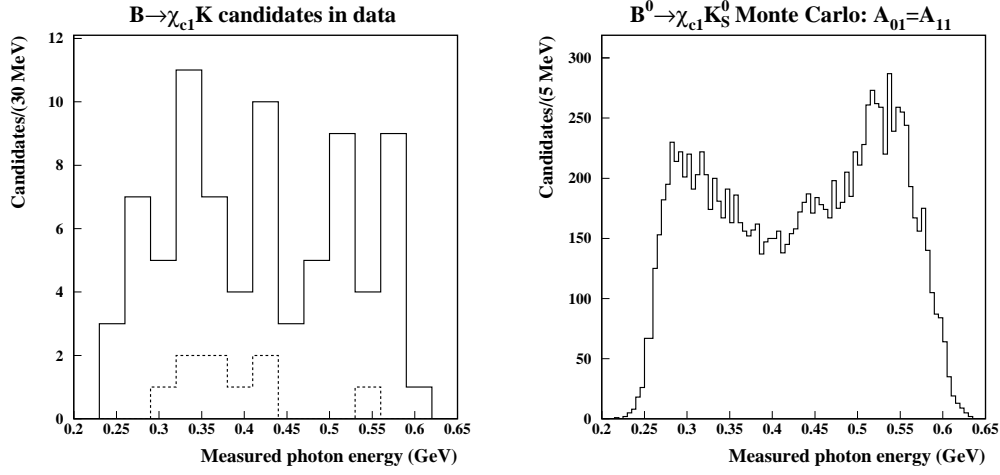 B→χc1K candidates in data
Candidates/(30 MeV)
12
10
8
6
4
2
0
0.2 0.25 0.3 0.35 0.4 0.45 0.5 0.55 0.6 0.65
Measured photon energy (GeV)
B⁰→χc1K⁰S Monte Carlo: A01=A11
Candidates/(5 MeV)
300
250
200
150
100
50
0
0.2 0.25 0.3 0.35 0.4 0.45 0.5 0.55 0.6 0.65
Measured photon energy (GeV)